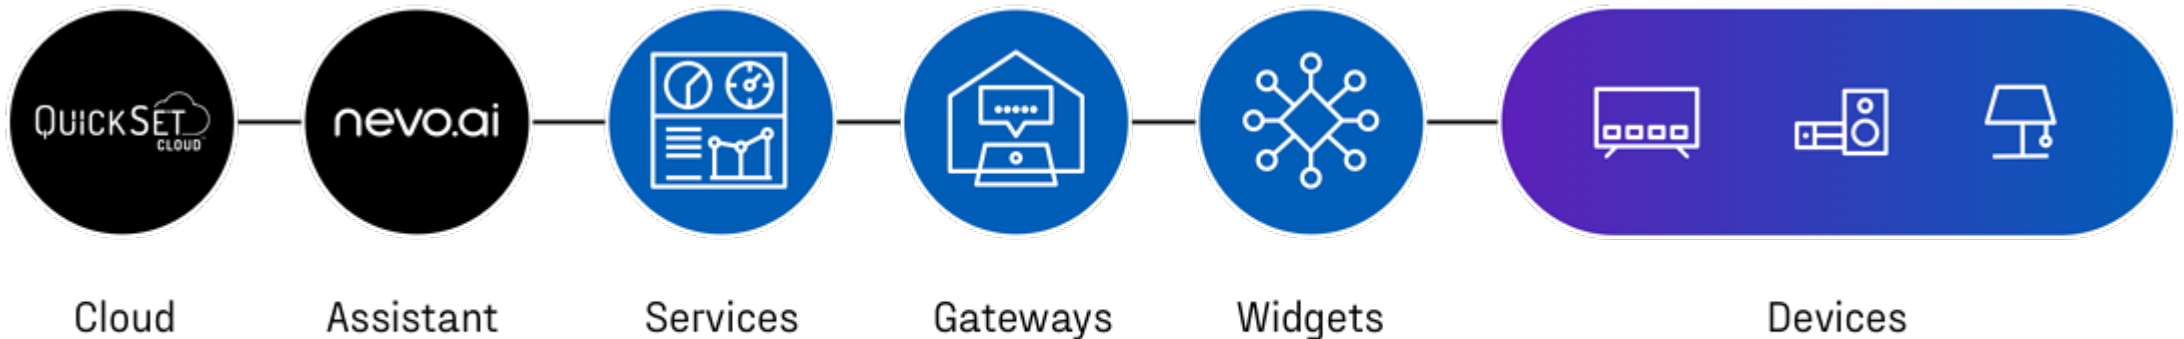 QUICKSET
CLOUD
nevo.ai
Cloud
Assistant
Services
Gateways
Widgets
Devices